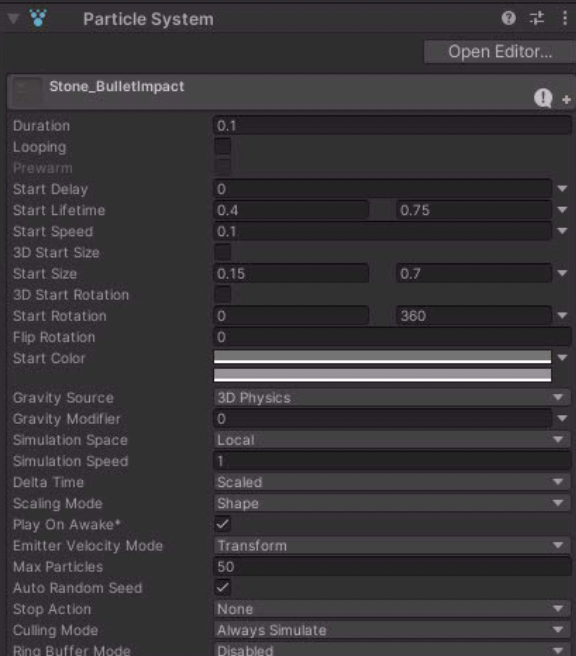 Particle System
Open Editor...
Stone_BulletImpact
Duration 0.1
Looping
Prewarm
Start Delay 0
Start Lifetime 0.4 0.75
Start Speed 0.1
3D Start Size
Start Size 0.15 0.7
3D Start Rotation
Start Rotation 0 360
Flip Rotation 0
Start Color
Gravity Source 3D Physics
Gravity Modifier 0
Simulation Space Local
Simulation Speed 1
Delta Time Scaled
Scaling Mode Shape
Play On Awake*
Emitter Velocity Mode Transform
Max Particles 50
Auto Random Seed
Stop Action None
Culling Mode Always Simulate
Ring Buffer Mode Disabled